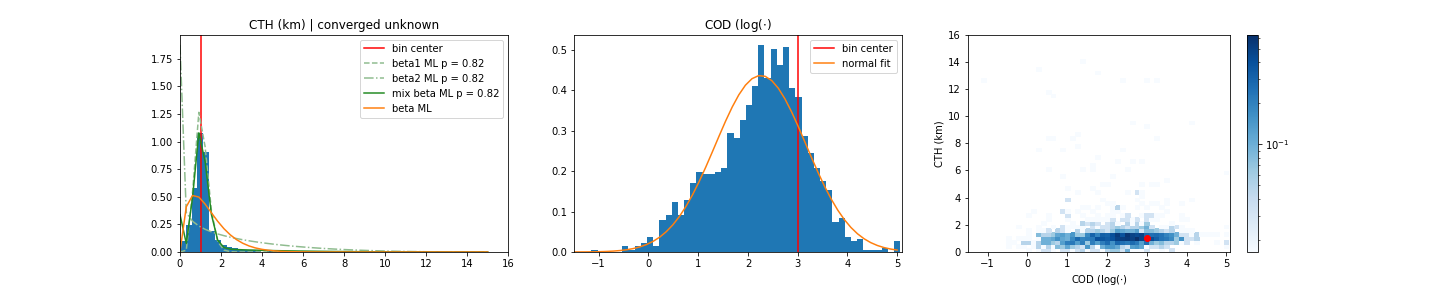 CTH (km) | converged unknown
bin center
beta1 ML p = 0.82
beta2 ML p = 0.82
mix beta ML p = 0.82
beta ML
0.00
0.25
0.50
0.75
1.00
1.25
1.50
1.75
0 2 4 6 8 10 12 14 16
COD (log(·)
bin center
normal fit
0.0
0.1
0.2
0.3
0.4
0.5
−1 0 1 2 3 4 5
CTH (km)
0
2
4
6
8
10
12
14
16
−1 0 1 2 3 4 5
COD (log(·)
10⁻¹